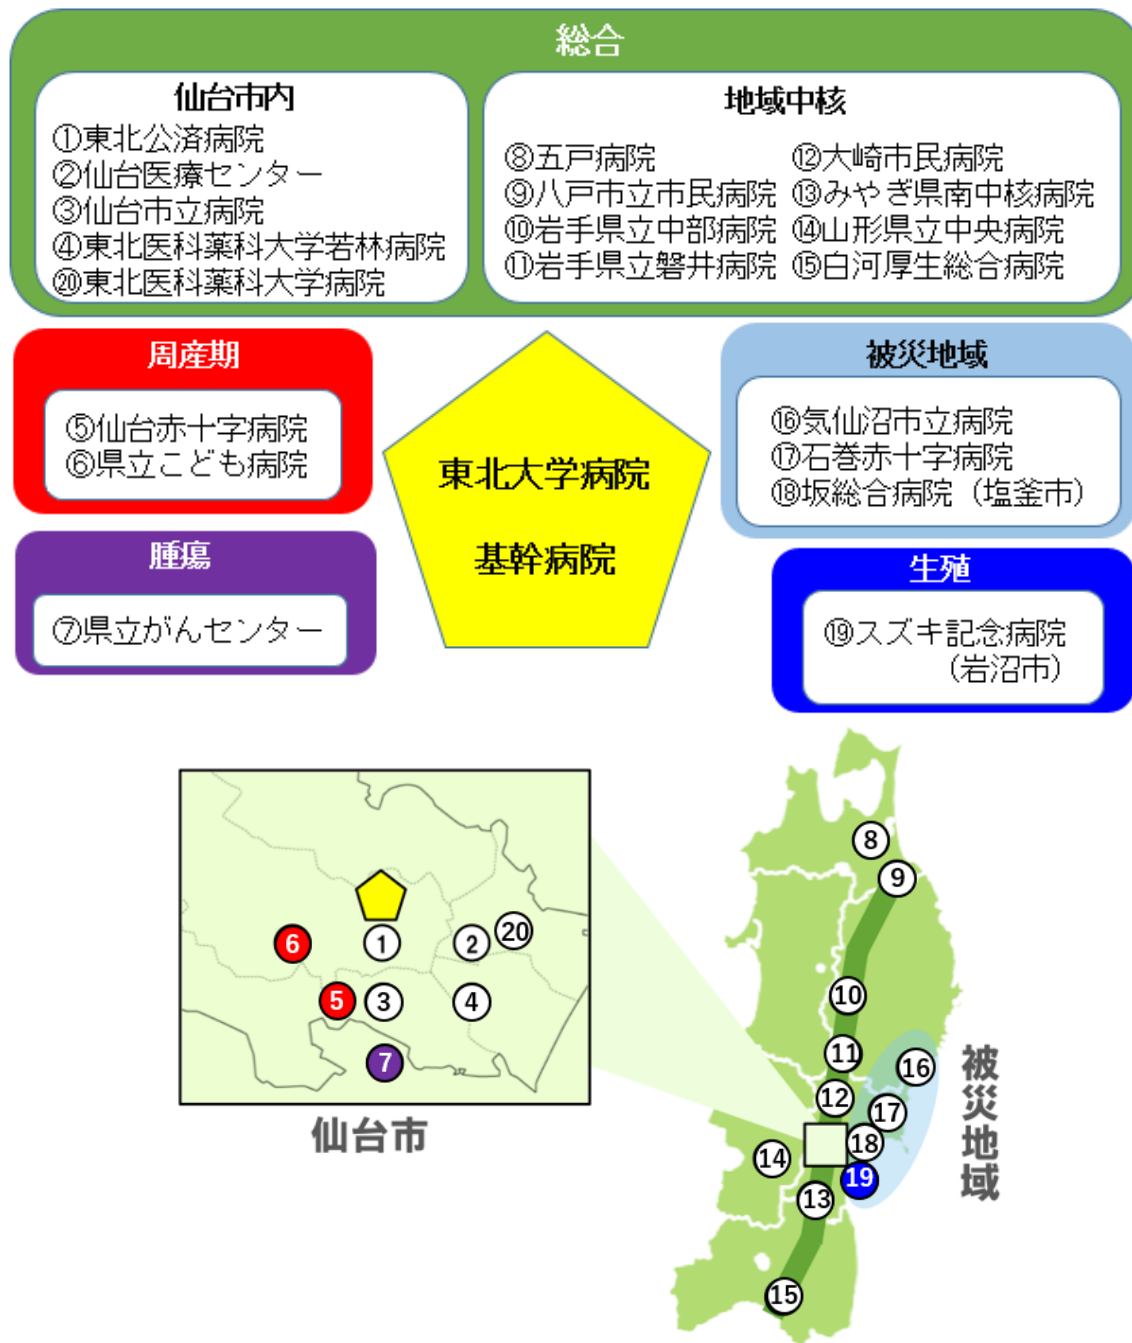 総合
仙台市内
①東北公済病院
②仙台医療センター
③仙台市立病院
④東北医科薬科大学若林病院
⑳東北医科薬科大学病院
地域中核
⑧五戸病院
⑨八戸市立市民病院
⑩岩手県立中部病院
⑪岩手県立磐井病院
⑫大崎市民病院
⑬みやぎ県南中核病院
⑭山形県立中央病院
⑮白河厚生総合病院
周産期
⑤仙台赤十字病院
⑥県立こども病院
腫瘍
⑦県立がんセンター
東北大学病院
基幹病院
被災地域
⑯気仙沼市立病院
⑰石巻赤十字病院
⑱坂総合病院（塩釜市）
生殖
⑲スズキ記念病院
（岩沼市）
6
1
2
20
5
3
4
7
仙台市
8
9
10
11
12
16
17
18
14
19
13
15
被災地域